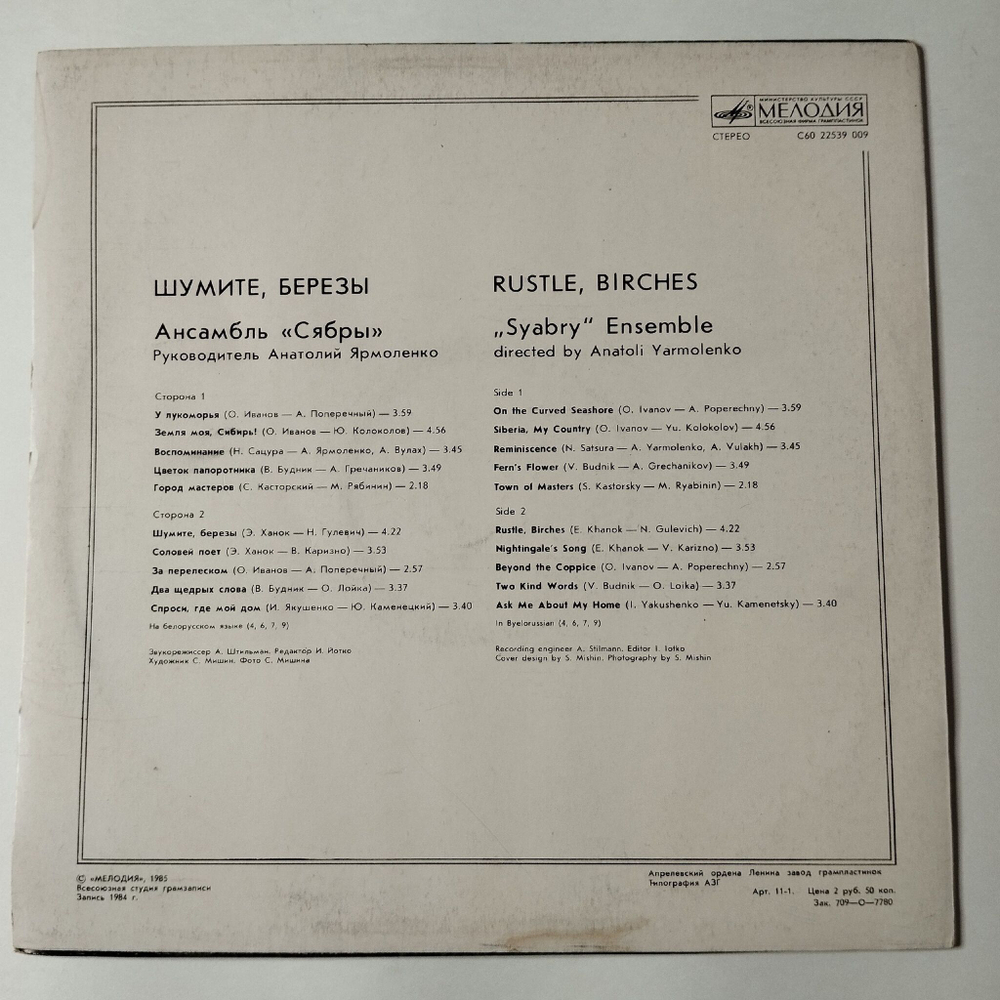 МИНИСТЕРСТВО КУЛЬТУРЫ СССР
МЕЛОДИЯ
ВСЕСОЮЗНАЯ ФИРМА ГРАМПЛАСТИНОК
СТЕРЕО С60 22539 009
ШУМИТЕ, БЕРЕЗЫ
Ансамбль «Сябры»
Руководитель Анатолий Ярмоленко
Сторона 1
У лукоморья (О. Иванов — А. Поперечный) — 3.59
Земля моя, Сибирь! (О. Иванов — Ю. Колоколов) — 4.56
Воспоминание (Н. Сацура — А. Ярмоленко, А. Вулах) — 3.45
Цветок папоротника (В. Будник — А. Гречаников) — 3.49
Город мастеров (С. Касторский — М. Рябинин) — 2.18
Сторона 2
Шумите, березы (Э. Ханок — Н. Гулевич) — 4.22
Соловей поет (Э. Ханок — В. Каризно) — 3.53
За перелеском (О. Иванов — А. Поперечный) — 2.57
Два щедрых слова (В. Будник — О. Лойка) — 3.37
Спроси, где мой дом (И. Якушенко — Ю. Каменецкий) — 3.40
На белорусском языке (4, 6, 7, 9)
Звукорежиссер А. Штильман. Редактор И. Йотко
Художник С. Мишин. Фото С. Мишина
RUSTLE, BIRCHES
„Syabry“ Ensemble
directed by Anatoli Yarmolenko
Side 1
On the Curved Seashore (O. Ivanov — A. Poperechny) — 3.59
Siberia, My Country (O. Ivanov — Yu. Kolokolov) — 4.56
Reminiscence (N. Satsura — A. Yarmolenko, A. Vulakh) — 3.45
Fern's Flower (V. Budnik — A. Grechanikov) — 3.49
Town of Masters (S. Kastorsky — M. Ryabinin) — 2.18
Side 2
Rustle, Birches (E. Khanok — N. Gulevich) — 4.22
Nightingale's Song (E. Khanok — V. Karizno) — 3.53
Beyond the Coppice (O. Ivanov — A. Poperechny) — 2.57
Two Kind Words (V. Budnik — O. Loika) — 3.37
Ask Me About My Home (I. Yakushenko — Yu. Kamenetsky) — 3.40
In Byelorussian (4, 6, 7, 9)
Recording engineer A. Stilmann. Editor I. Iotko
Cover design by S. Mishin. Photography by S. Mishin
© «МЕЛОДИЯ», 1985
Всесоюзная студия грамзаписи
Запись 1984 г.
Апрелевский ордена Ленина завод грампластинок
Типография АЗГ
Арт. 11-1. Цена 2 руб. 50 коп.
Зак. 709—О—7780